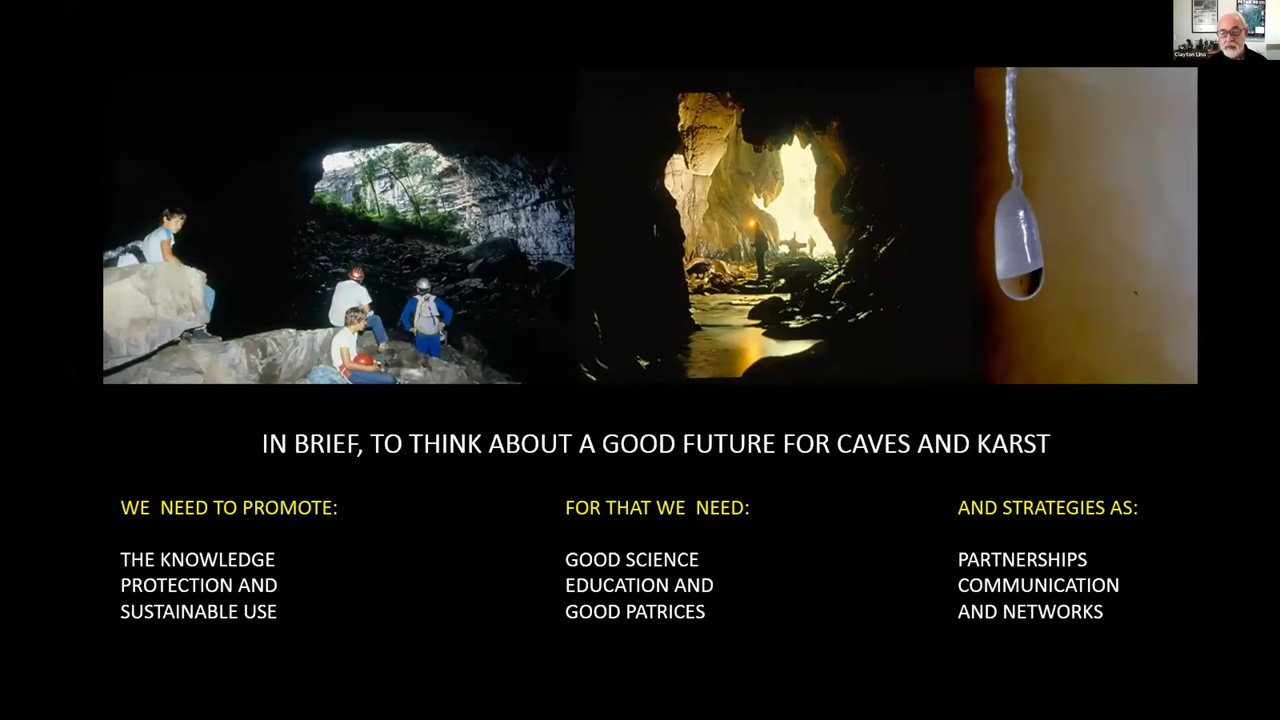 Clayton Lino
IN BRIEF, TO THINK ABOUT A GOOD FUTURE FOR CAVES AND KARST
WE NEED TO PROMOTE:
THE KNOWLEDGE
PROTECTION AND
SUSTAINABLE USE
FOR THAT WE NEED:
GOOD SCIENCE
EDUCATION AND
GOOD PATRICES
AND STRATEGIES AS:
PARTNERSHIPS
COMMUNICATION
AND NETWORKS